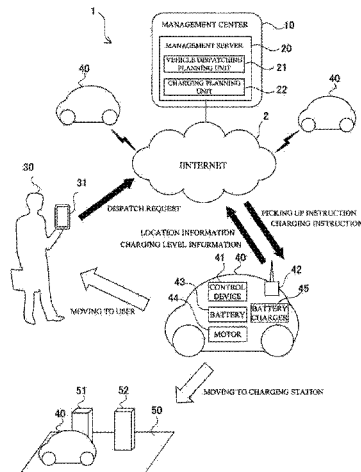 1
MANAGEMENT CENTER
10
MANAGEMENT SERVER
20
VEHICLE DISPATCHING
PLANNING UNIT
21
CHARGING PLANNING
UNIT
22
40
40
2
IINTERNET
30
31
DISPATCH REQUEST
PICKING UP INSTRUCTION
CHARGING INSTRUCTION
LOCATION INFORMATION
CHARGING LEVEL INFORMATION
41
40
42
43
CONTROL
DEVICE
45
44
BATTERY
BATTERY
CHARGER
MOTOR
MOVING TO USER
MOVING TO CHARGING STATION
51
52
50
40